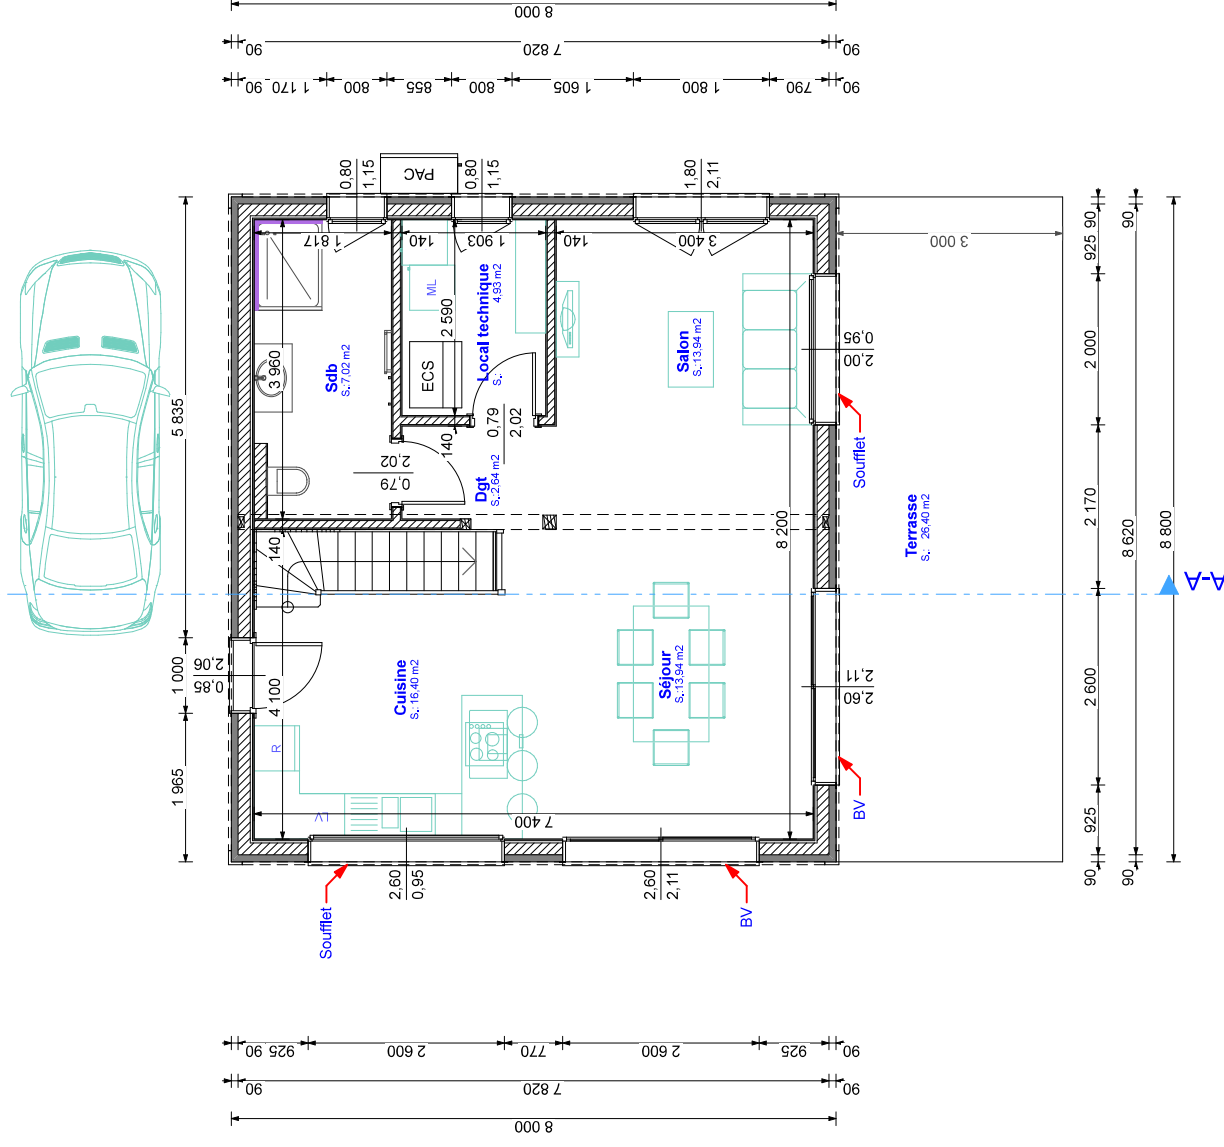 8 000
90
7 820
90
90
1 170
800
855
800
1 605
1 800
790
90
0,80
1,15
PAC
0,80
1,15
1,80
2,11
5 835
1 817
140
1 903
140
3 400
3 000
925
90
90
ML
2 590
Local technique
S.:
4,93 m2
Salon
S.:13,94 m2
0,95
2,00
2 000
3 960
Sdb
S.:7,02 m2
ECS
0,79
2,02
140
Soufflet
2,02
0,79
Dgt
S.:2,64 m2
2 170
140
8 200
Terrasse
S.: 26,40 m2
8 620
8 800
A-A
2,06
0,85
1 000
4 100
Cuisine
S.:16,40 m2
Séjour
S.:13,94 m2
2,11
2,60
2 600
R
1 965
LV
7 400
BV
925
90
90
2,60
0,95
2,60
2,11
Soufflet
BV
90
925
2 600
770
2 600
925
90
90
7 820
90
8 000